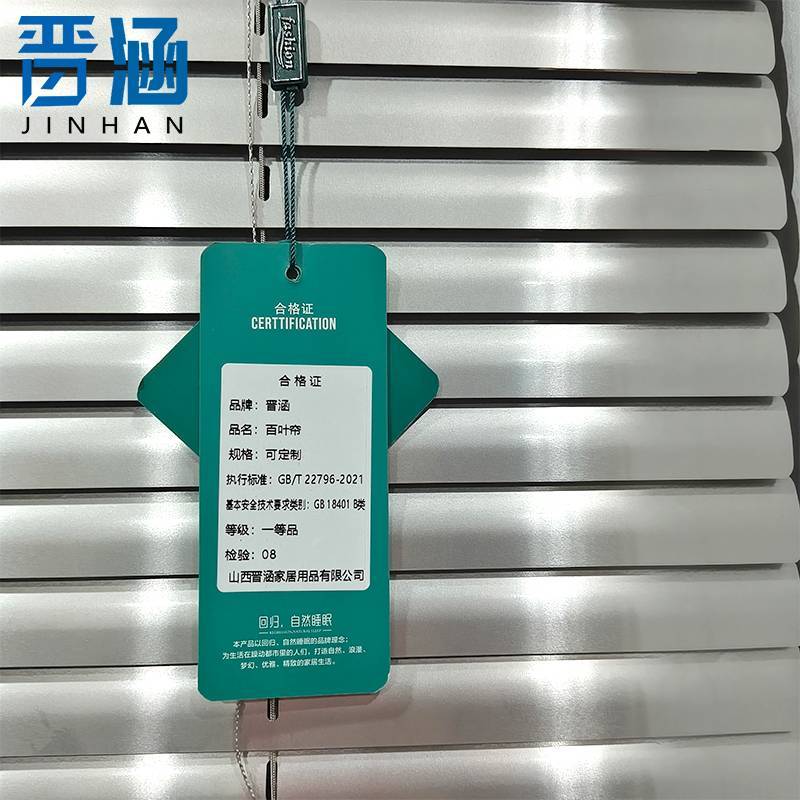 晋涵
JINHAN
fashion
合格证
CERTTIFICATION
合格证
品牌：晋涵
品名：百叶帘
规格：可定制
执行标准：GB/T 22796-2021
基本安全技术要求类别：GB 18401 B类
等级：一等品
检验：08
山西晋涵家居用品有限公司
回归，自然睡眠
本产品以回归、自然睡眠的品牌理念：
为生活在躁动都市里的人们，打造自然、浪漫、
梦幻、优雅、精致的家居生活。